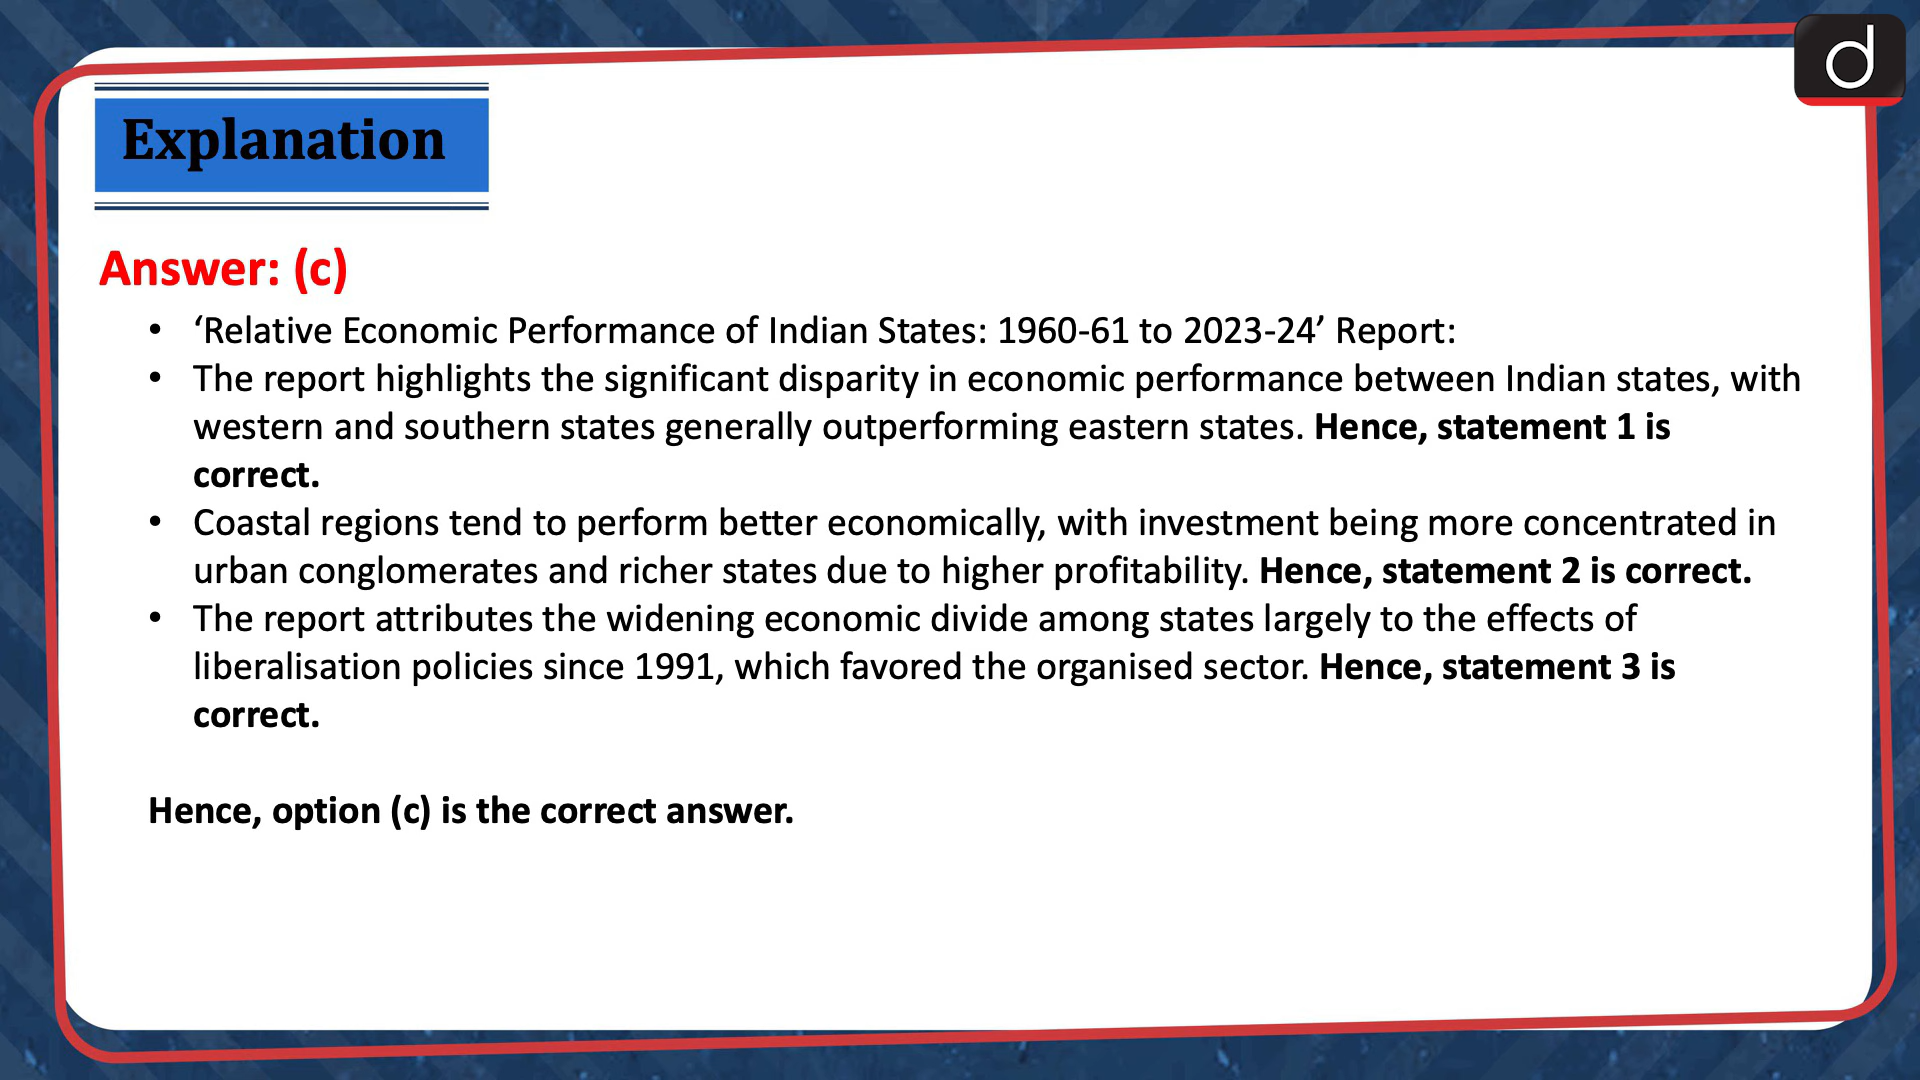 Explanation
Answer: (c)
• ‘Relative Economic Performance of Indian States: 1960-61 to 2023-24’ Report:
• The report highlights the significant disparity in economic performance between Indian states, with
western and southern states generally outperforming eastern states. Hence, statement 1 is
correct.
• Coastal regions tend to perform better economically, with investment being more concentrated in
urban conglomerates and richer states due to higher profitability. Hence, statement 2 is correct.
• The report attributes the widening economic divide among states largely to the effects of
liberalisation policies since 1991, which favored the organised sector. Hence, statement 3 is
correct.
Hence, option (c) is the correct answer.
d